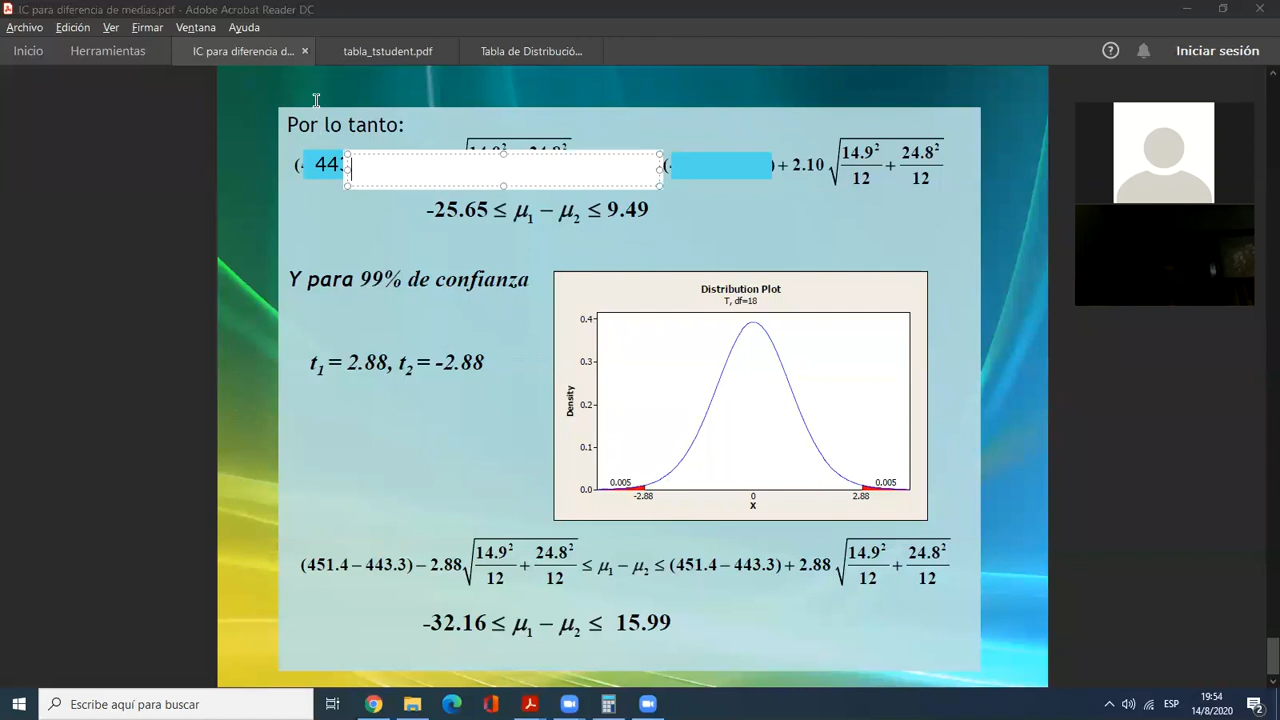 IC para diferencia de medias.pdf - Adobe Acrobat Reader DC
Archivo Edición Ver Firmar Ventana Ayuda
Inicio Herramientas IC para diferencia d... × tabla_tstudent.pdf Tabla de Distribució... Iniciar sesión
Por lo tanto:
443 + 2.10 √ 14.9² / 12 + 24.8² / 12
-25.65 ≤ μ₁ − μ₂ ≤ 9.49
Y para 99% de confianza
Distribution Plot
T, df=18
0.4
0.3
0.2
0.1
0.0
Density
0.005 0.005
-2.88 0 2.88
X
t₁ = 2.88, t₂ = -2.88
(451.4 − 443.3) − 2.88 √ 14.9² / 12 + 24.8² / 12 ≤ μ₁ − μ₂ ≤ (451.4 − 443.3) + 2.88 √ 14.9² / 12 + 24.8² / 12
-32.16 ≤ μ₁ − μ₂ ≤ 15.99
Escribe aquí para buscar
ESP
19:54
14/8/2020
2